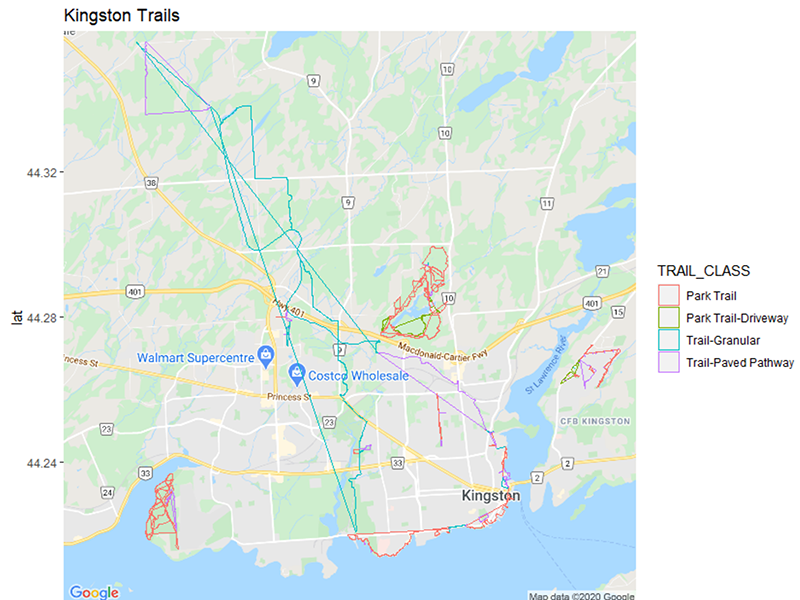 Kingston Trails
lat
44.32
44.28
44.24
9
10
10
38
9
11
21
401
401
15
Hwy 401
10
Macdonald-Cartier Fwy
9
Walmart Supercentre
Costco Wholesale
St Lawrence River
Princess St
23
23
CFB KINGSTON
33
33
2
2
24
Kingston
Google
Map data ©2020 Google
TRAIL_CLASS
Park Trail
Park Trail-Driveway
Trail-Granular
Trail-Paved Pathway